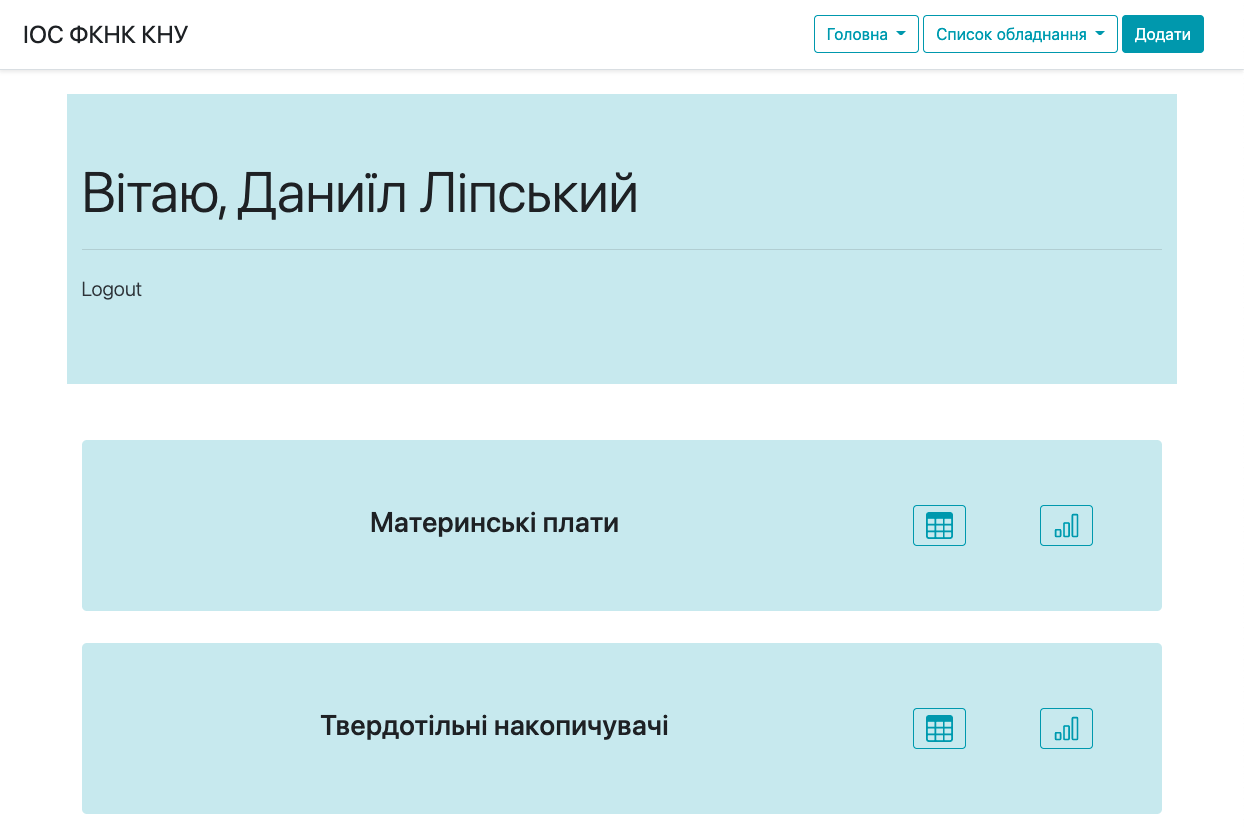 ІОС ФКНК КНУ
Головна
Список обладнання
Додати
Вітаю, Даниїл Ліпський
Logout
Материнські плати
Твердотільні накопичувачі